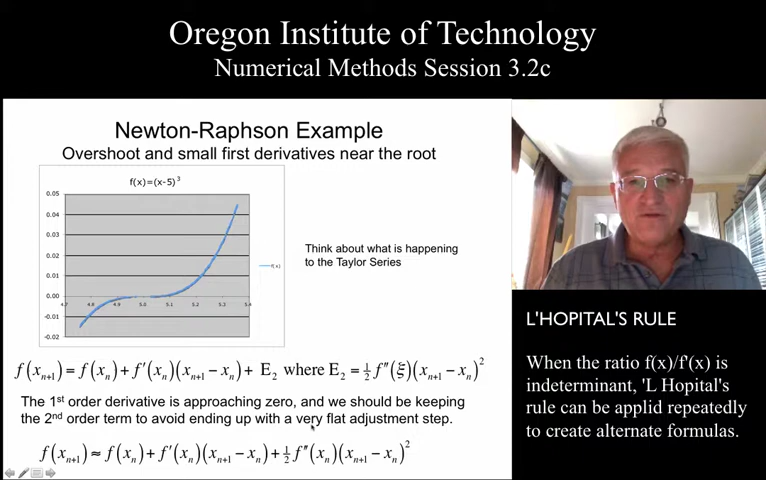 Oregon Institute of Technology
Numerical Methods Session 3.2c
Newton-Raphson Example
Overshoot and small first derivatives near the root
f(x)=(x-5)³
0.05
0.04
0.03
0.02
0.01
0.00
-0.01
-0.02
4.7 4.8 4.9 5.0 5.1 5.2 5.3 5.4
f(x)
Think about what is happening
to the Taylor Series
f(xₙ₊₁) = f(xₙ) + f′(xₙ)(xₙ₊₁ − xₙ) + E₂ where E₂ = ½ f″(ξ)(xₙ₊₁ − xₙ)²
The 1st order derivative is approaching zero, and we should be keeping
the 2nd order term to avoid ending up with a very flat adjustment step.
f(xₙ₊₁) ≈ f(xₙ) + f′(xₙ)(xₙ₊₁ − xₙ) + ½ f″(xₙ)(xₙ₊₁ − xₙ)²
L'HOPITAL'S RULE
When the ratio f(x)/f'(x) is
indeterminant, 'L Hopital's
rule can be applid repeatedly
to create alternate formulas.